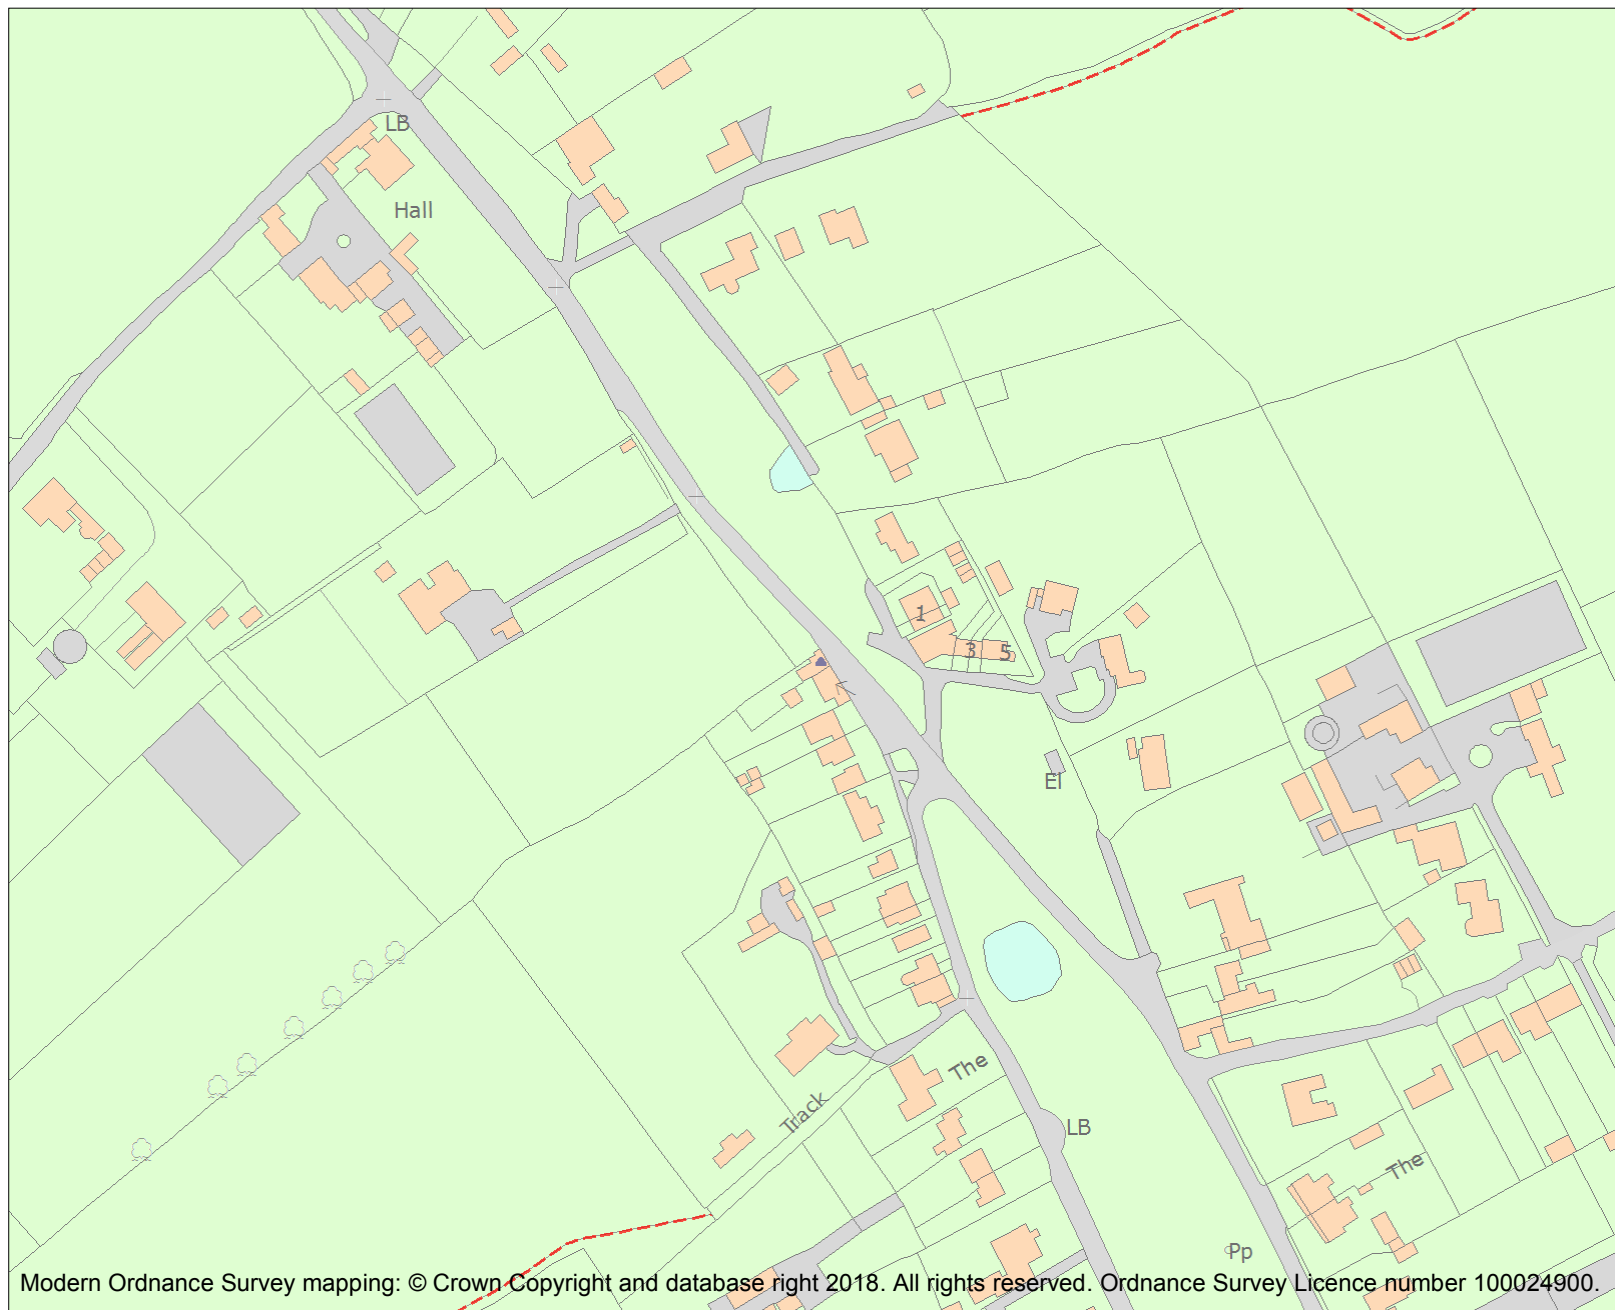 LB
Hall
1
3
5
El
The
Track
LB
The
Pp
Modern Ordnance Survey mapping: © Crown Copyright and database right 2018. All rights reserved. Ordnance Survey Licence number 100024900.